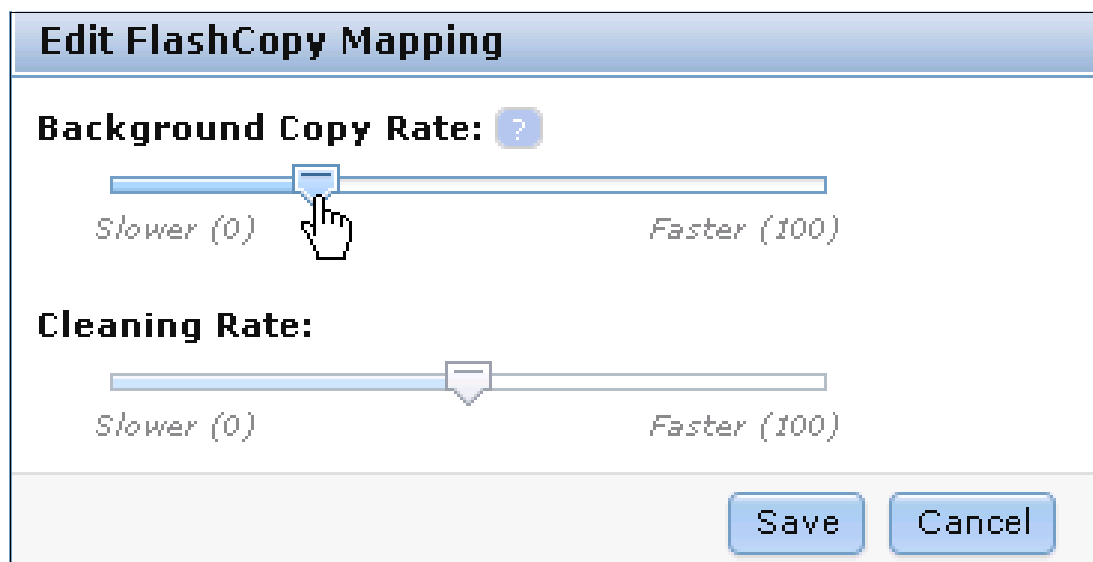 Edit FlashCopy Mapping
Background Copy Rate: ?
Slower (0) Faster (100)
Cleaning Rate:
Slower (0) Faster (100)
Save Cancel